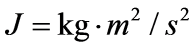 J = kg·m²/s²